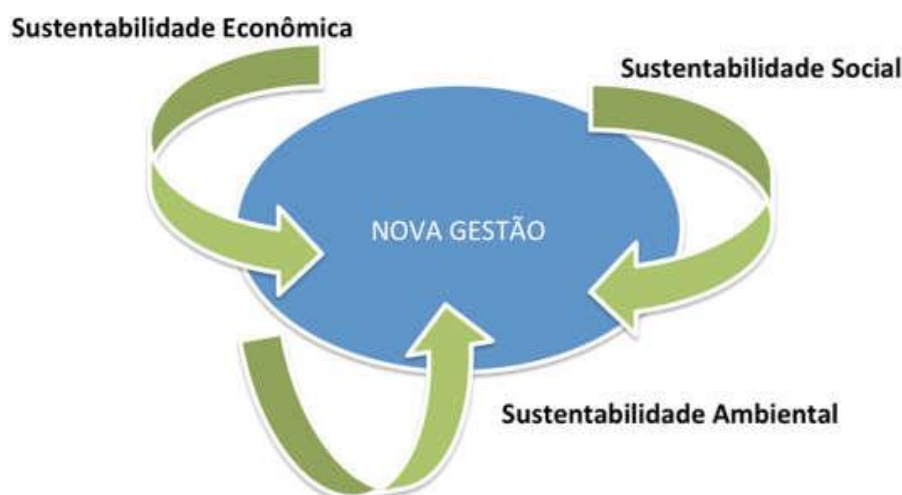 Sustentabilidade Econômica
Sustentabilidade Social
NOVA GESTÃO
Sustentabilidade Ambiental